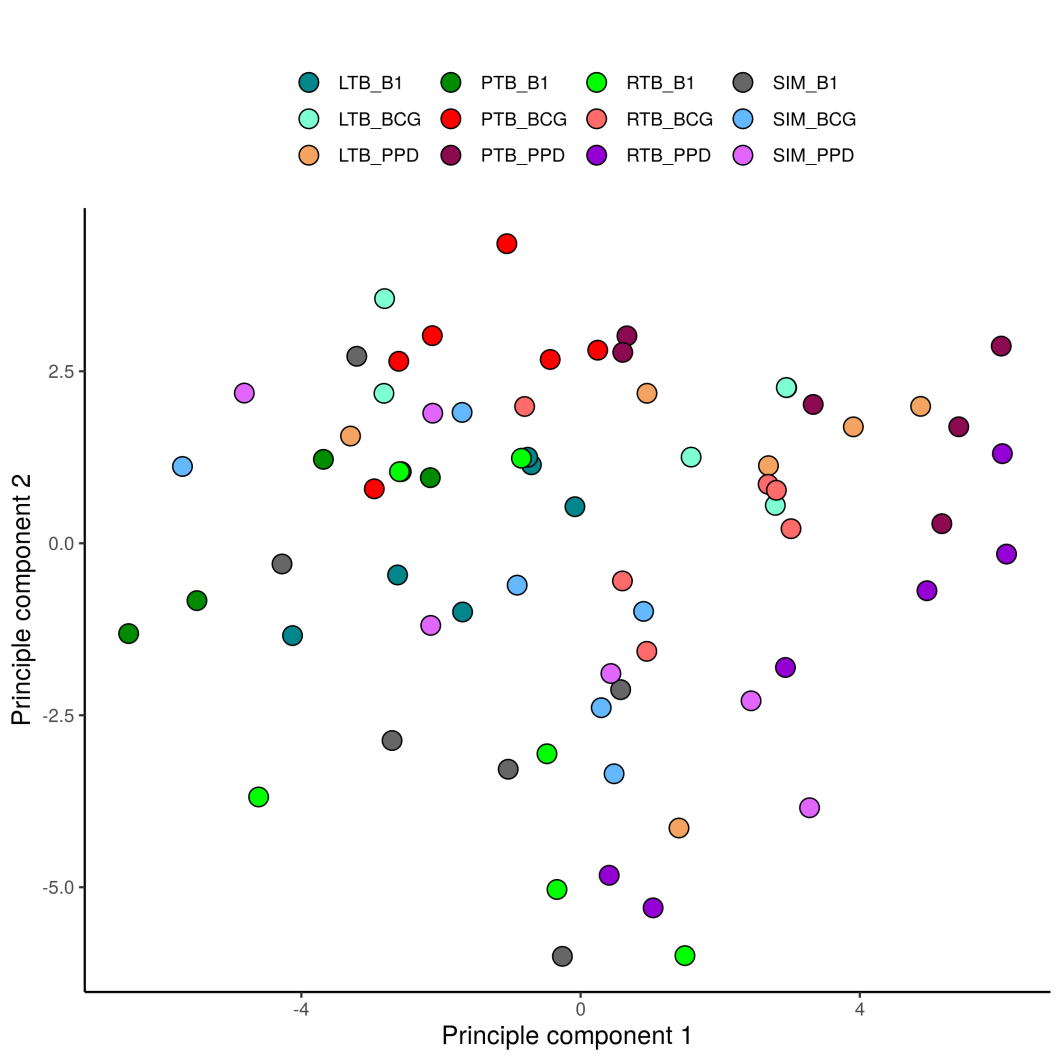 LTB_B1 PTB_B1 RTB_B1 SIM_B1
LTB_BCG PTB_BCG RTB_BCG SIM_BCG
LTB_PPD PTB_PPD RTB_PPD SIM_PPD
2.5
0.0
-2.5
-5.0
Principle component 2
-4 0 4
Principle component 1